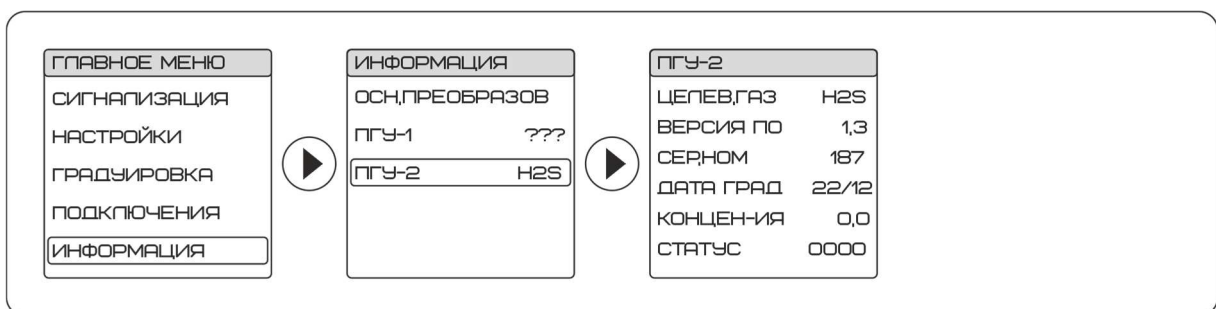 ГЛАВНОЕ МЕНЮ
СИГНАЛИЗАЦИЯ
НАСТРОЙКИ
ГРАДУИРОВКА
ПОДКЛЮЧЕНИЯ
ИНФОРМАЦИЯ
ИНФОРМАЦИЯ
ОСН,ПРЕОБРАЗОВ
ПГУ-1 ???
ПГУ-2 H2S
ПГУ-2
ЦЕЛЕВ,ГАЗ H2S
ВЕРСИЯ ПО 1,3
СЕР,НОМ 187
ДАТА ГРАД 22/12
КОНЦЕН-ИЯ 0,0
СТАТУС 0000